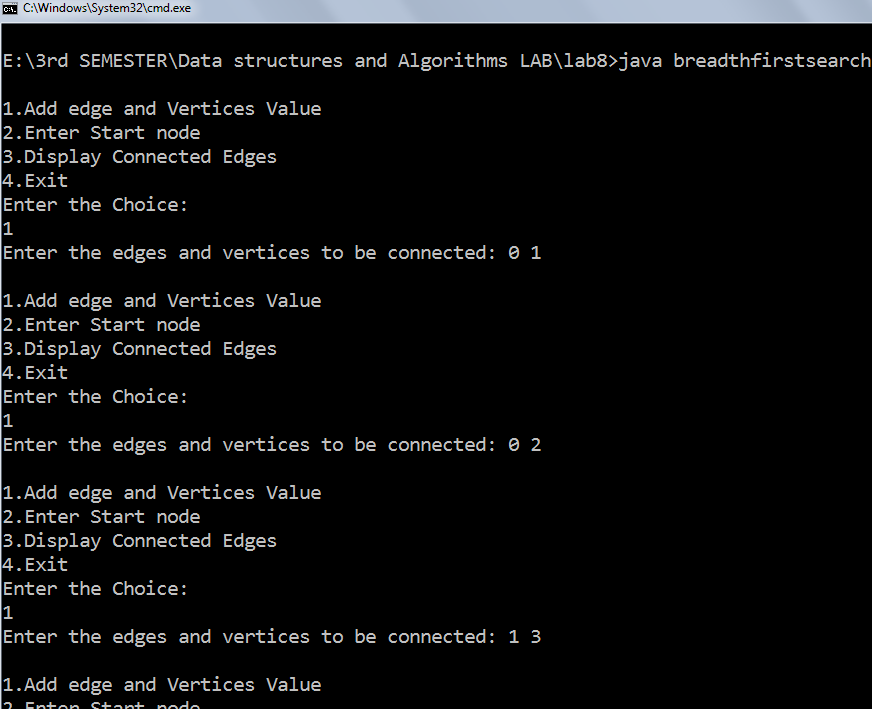 C:\Windows\System32\cmd.exe
E:\3rd SEMESTER\Data structures and Algorithms LAB\lab8>java breadthfirstsearch
1.Add edge and Vertices Value
2.Enter Start node
3.Display Connected Edges
4.Exit
Enter the Choice:
1
Enter the edges and vertices to be connected: 0 1
1.Add edge and Vertices Value
2.Enter Start node
3.Display Connected Edges
4.Exit
Enter the Choice:
1
Enter the edges and vertices to be connected: 0 2
1.Add edge and Vertices Value
2.Enter Start node
3.Display Connected Edges
4.Exit
Enter the Choice:
1
Enter the edges and vertices to be connected: 1 3
1.Add edge and Vertices Value
2.Enter Start node